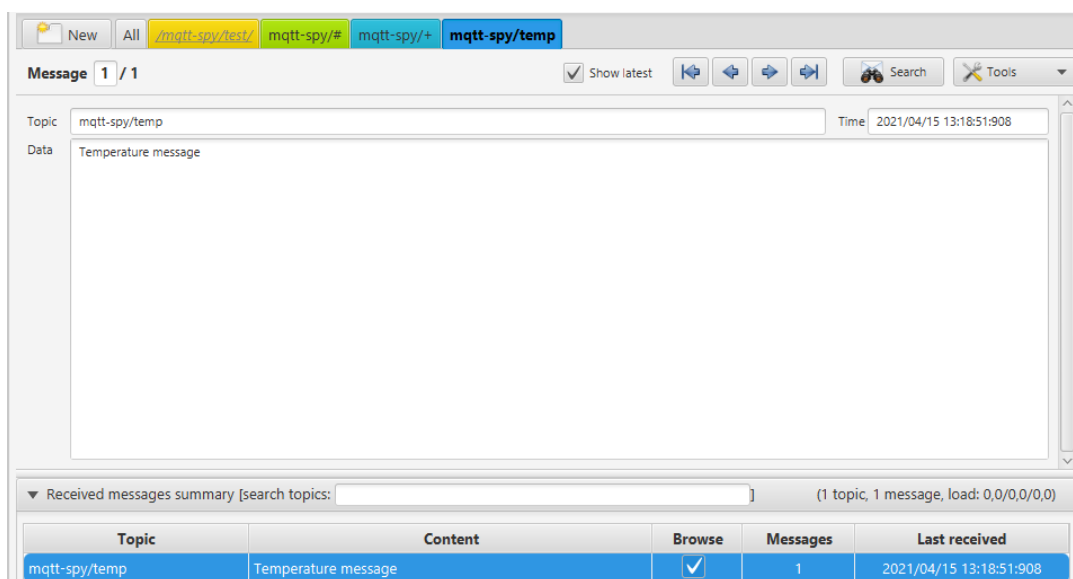 New All /mqtt-spy/test/ mqtt-spy/# mqtt-spy/+ mqtt-spy/temp
Message 1 / 1 Show latest Search Tools
Topic mqtt-spy/temp Time 2021/04/15 13:18:51:908
Data Temperature message
Received messages summary [search topics: ] (1 topic, 1 message, load: 0,0/0,0/0,0)
Topic Content Browse Messages Last received
mqtt-spy/temp Temperature message 1 2021/04/15 13:18:51:908